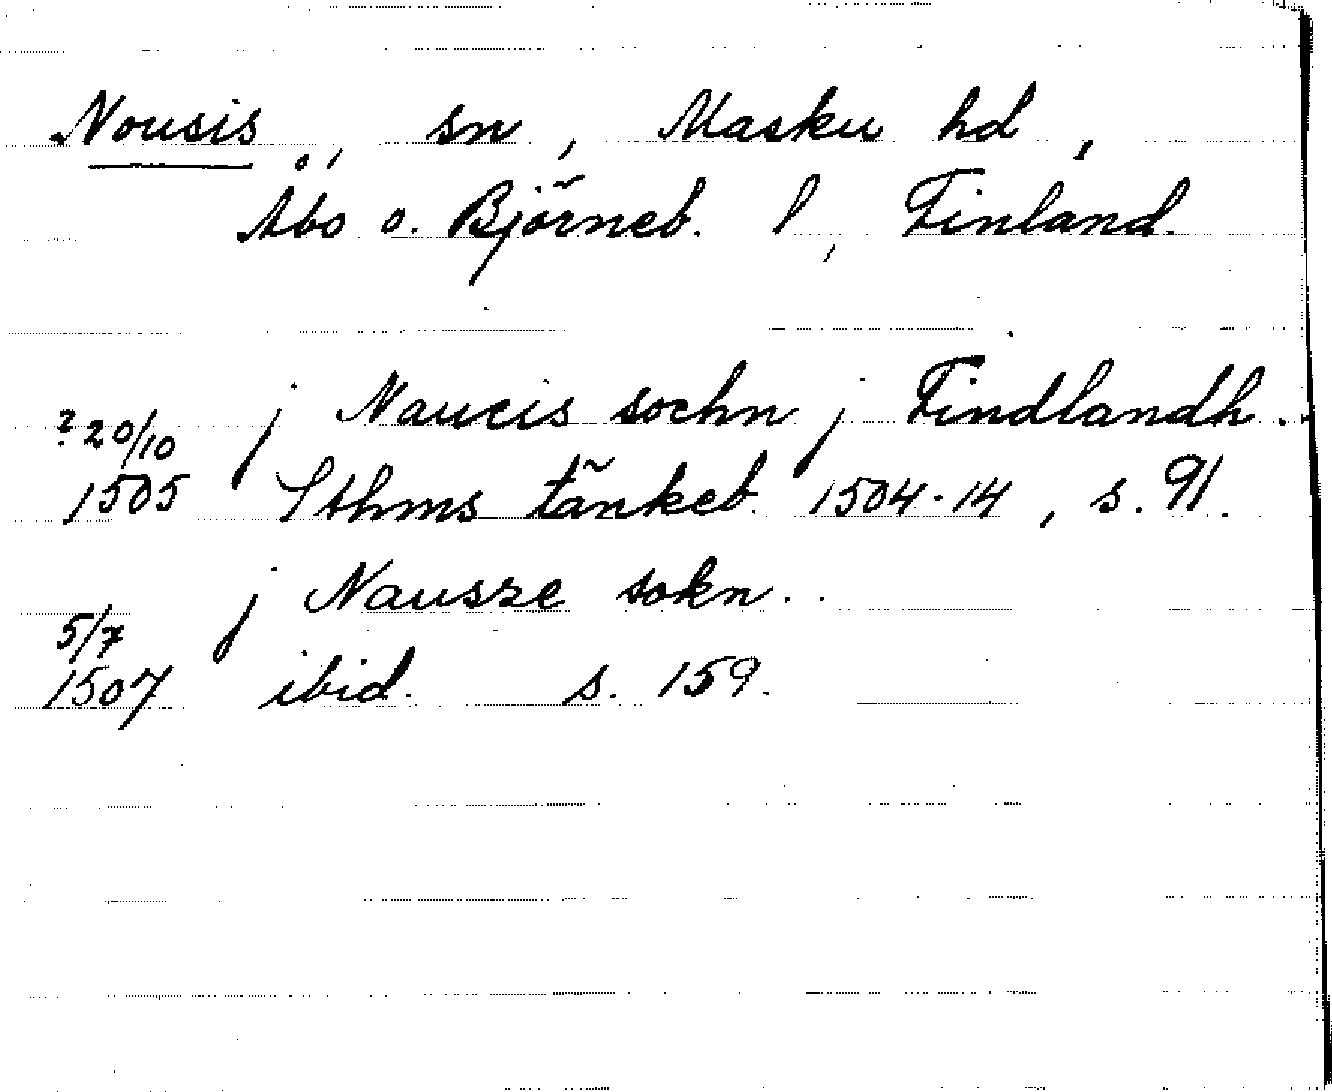 Nousis, sn, Masku hd,
Åbo o. Björneb. l, Finland.
j Naucis sochn j Findlandh.
?20/10
1505 Sthms tänkeb. 1504-14, s. 91.
j Nausze sokn.
5/7
1507 ibid. s. 159.